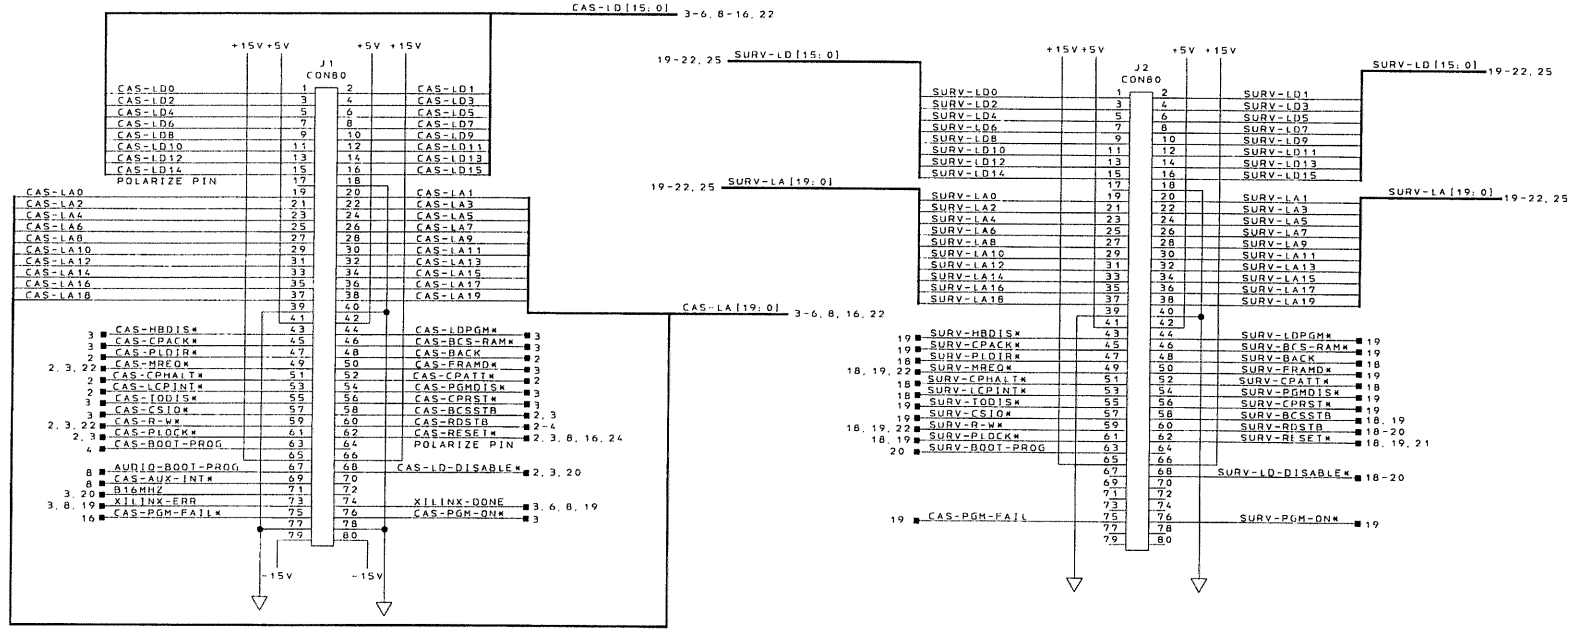 CAS-LD[15:0] 3-6, 8-16, 22
+15V +5V +5V +15V
J1
CON80
CAS-LD0 1 2 CAS-LD1
CAS-LD2 3 4 CAS-LD3
CAS-LD4 5 6 CAS-LD5
CAS-LD6 7 8 CAS-LD7
CAS-LD8 9 10 CAS-LD9
CAS-LD10 11 12 CAS-LD11
CAS-LD12 13 14 CAS-LD13
CAS-LD14 15 16 CAS-LD15
POLARIZE PIN 17 18
CAS-LA0 19 20 CAS-LA1
CAS-LA2 21 22 CAS-LA3
CAS-LA4 23 24 CAS-LA5
CAS-LA6 25 26 CAS-LA7
CAS-LA8 27 28 CAS-LA9
CAS-LA10 29 30 CAS-LA11
CAS-LA12 31 32 CAS-LA13
CAS-LA14 33 34 CAS-LA15
CAS-LA16 35 36 CAS-LA17
CAS-LA18 37 38 CAS-LA19
39 40
41 42
CAS-LA[19:0] 3-6, 8, 16, 22
3 CAS-HBDIS* 43 44 CAS-LDPGM* 3
3 CAS-CPACK* 45 46 CAS-BCS-RAM* 3
2 CAS-PLDIR* 47 48 CAS-BACK 2
2, 3, 22 CAS-MREQ* 49 50 CAS-FRAMD* 3
2 CAS-CPHALT* 51 52 CAS-CPATT* 2
2 CAS-LCPINT* 53 54 CAS-PGMDIS* 3
3 CAS-TODIS* 55 56 CAS-CPRST* 3
3 CAS-CSIO* 57 58 CAS-BCSSTB 2, 3
2, 3, 22 CAS-R-W* 59 60 CAS-RDSTB 2-4
2, 3 CAS-PLOCK* 61 62 CAS-RESET* 2, 3, 8, 16, 24
4 CAS-BOOT-PROG 63 64 POLARIZE PIN
65 66
8 AUDIO-BOOT-PROG 67 68 CAS-LD-DISABLE* 2, 3, 20
8 CAS-AUX-INT* 69 70
3, 20 B16MHZ 71 72
3, 8, 19 XILINX-ERR 73 74 XILINX-DONE 3, 6, 8, 19
16 CAS-PGM-FAIL* 75 76 CAS-PGM-ON* 3
77 78
79 80
-15V -15V
19-22, 25 SURV-LD[15:0]
+15V +5V +5V +15V
SURV-LD[15:0] 19-22, 25
J2
CON80
SURV-LD0 1 2 SURV-LD1
SURV-LD2 3 4 SURV-LD3
SURV-LD4 5 6 SURV-LD5
SURV-LD6 7 8 SURV-LD7
SURV-LD8 9 10 SURV-LD9
SURV-LD10 11 12 SURV-LD11
SURV-LD12 13 14 SURV-LD13
SURV-LD14 15 16 SURV-LD15
17 18
19-22, 25 SURV-LA[19:0]
SURV-LA[19:0] 19-22, 25
SURV-LA0 19 20 SURV-LA1
SURV-LA2 21 22 SURV-LA3
SURV-LA4 23 24 SURV-LA5
SURV-LA6 25 26 SURV-LA7
SURV-LA8 27 28 SURV-LA9
SURV-LA10 29 30 SURV-LA11
SURV-LA12 31 32 SURV-LA13
SURV-LA14 33 34 SURV-LA15
SURV-LA16 35 36 SURV-LA17
SURV-LA18 37 38 SURV-LA19
39 40
41 42
19 SURV-HBDIS* 43 44 SURV-LDPGM* 19
19 SURV-CPACK* 45 46 SURV-BCS-RAM* 19
18 SURV-PLDIR* 47 48 SURV-BACK 18
18, 19, 22 SURV-MREQ* 49 50 SURV-FRAMD* 19
18 SURV-CPHALT* 51 52 SURV-CPATT* 18
18 SURV-LCPINT* 53 54 SURV-PGMDIS* 19
19 SURV-TODIS* 55 56 SURV-CPRST* 19
19 SURV-CSIO* 57 58 SURV-BCSSTB 18, 19
18, 19, 22 SURV-R-W* 59 60 SURV-RDSTB 18-20
18, 19 SURV-PLOCK* 61 62 SURV-RESET* 18, 19, 21
20 SURV-BOOT-PROG 63 64
65 66
67 68 SURV-LD-DISABLE* 18-20
69 70
71 72
73 74
19 CAS-PGM-FAIL 75 76 SURV-PGM-ON* 19
77 78
79 80